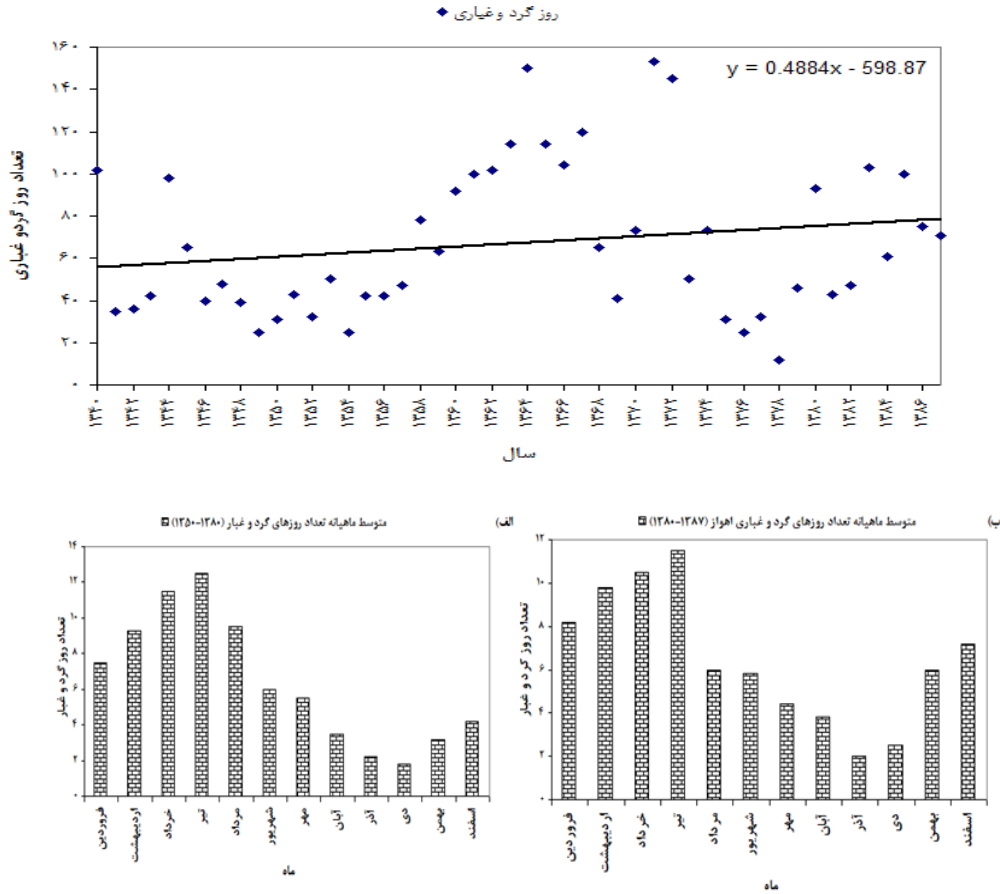 روز گرد و غباری
تعداد روز گردو غباری
۱۶۰
۱۴۰
۱۲۰
۱۰۰
۸۰
۶۰
۴۰
۲۰
۰
y = 0.4884x - 598.87
۱۳۴۰ ۱۳۴۲ ۱۳۴۴ ۱۳۴۶ ۱۳۴۸ ۱۳۵۰ ۱۳۵۲ ۱۳۵۴ ۱۳۵۶ ۱۳۵۸ ۱۳۶۰ ۱۳۶۲ ۱۳۶۴ ۱۳۶۶ ۱۳۶۸ ۱۳۷۰ ۱۳۷۲ ۱۳۷۴ ۱۳۷۶ ۱۳۷۸ ۱۳۸۰ ۱۳۸۲ ۱۳۸۴ ۱۳۸۶
سال
ب) متوسط ماهیانه تعداد روزهای گرد و غباری اهواز (۱۳۸۷-۱۳۸۰)
تعداد روز گرد و غبار
۱۲
۱۰
۸
۶
۴
۲
۰
فروردین اردیبهشت خرداد تیر مرداد شهریور مهر آبان آذر دی بهمن اسفند
ماه
الف) متوسط ماهیانه تعداد روزهای گرد و غبار (۱۳۸۰-۱۳۵۰)
تعداد روز گرد و غبار
۱۴
۱۲
۱۰
۸
۶
۴
۲
۰
فروردین اردیبهشت خرداد تیر مرداد شهریور مهر آبان آذر دی بهمن اسفند
ماه